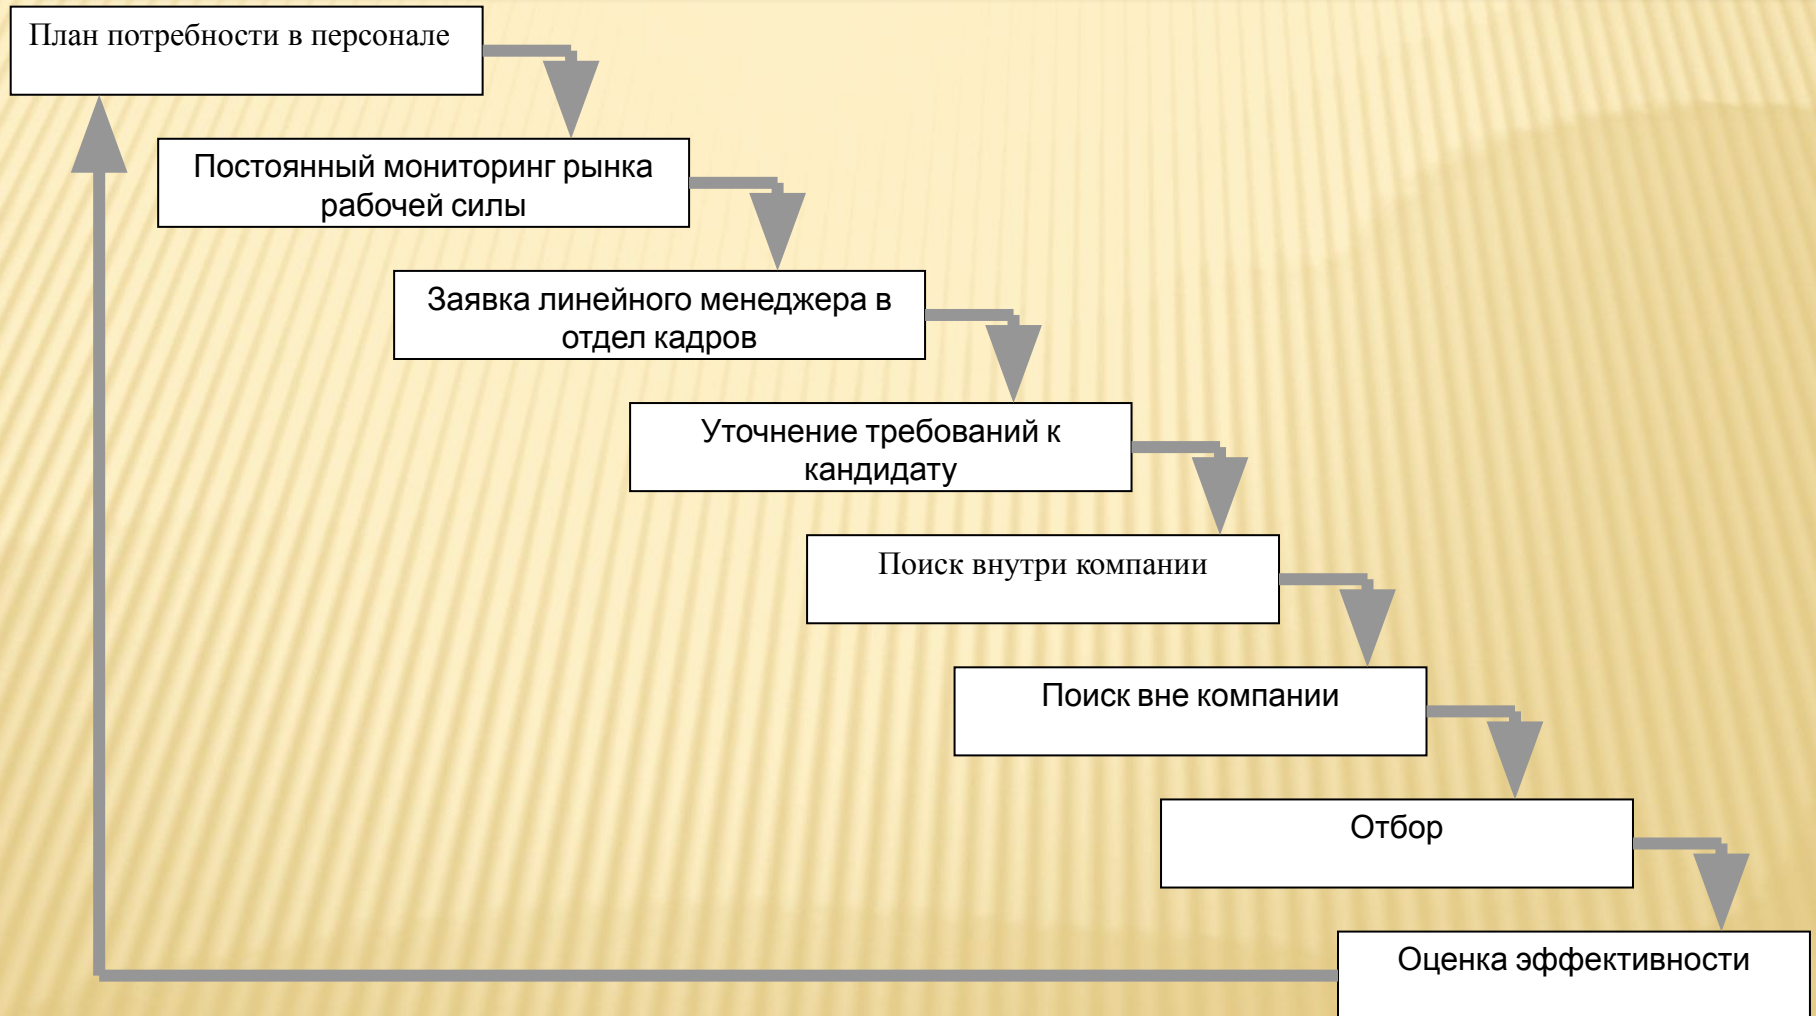 План потребности в персонале
Постоянный мониторинг рынка
рабочей силы
Заявка линейного менеджера в
отдел кадров
Уточнение требований к
кандидату
Поиск внутри компании
Поиск вне компании
Отбор
Оценка эффективности